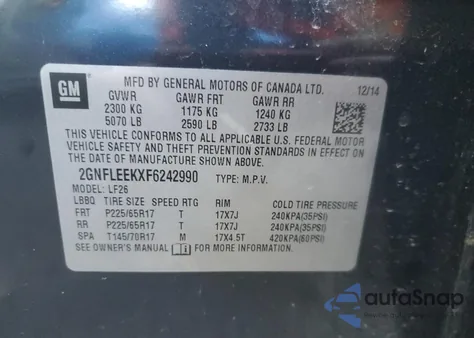 GM
MFD BY GENERAL MOTORS OF CANADA LTD.
12/14
GVWR GAWR FRT GAWR RR
2300 KG 1175 KG 1240 KG
5070 LB 2590 LB 2733 LB
THIS VEHICLE CONFORMS TO ALL APPLICABLE U.S. FEDERAL MOTOR
VEHICLE SAFETY AND THEFT PREVENTION STANDARDS IN EFFECT
ON THE DATE OF MANUFACTURE SHOWN ABOVE.
2GNFLEEKXF6242990 TYPE: M.P.V.
MODEL: LF26
LBBQ TIRE SIZE SPEED RTG RIM COLD TIRE PRESSURE
FRT P225/65R17 T 17X7J 240KPA(35PSI)
RR P225/65R17 T 17X7J 240KPA(35PSI)
SPA T145/70R17 M 17X4.5T 420KPA(60PSI)
SEE OWNER'S MANUAL FOR MORE INFORMATION.
autoSnap